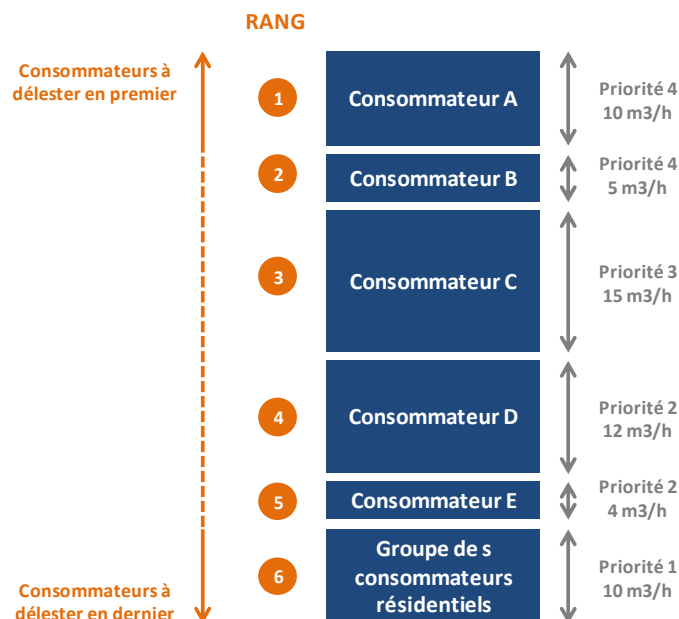 RANG
Consommateurs à
délester en premier
1
Consommateur A
Priorité 4
10 m3/h
2
Consommateur B
Priorité 4
5 m3/h
3
Consommateur C
Priorité 3
15 m3/h
4
Consommateur D
Priorité 2
12 m3/h
5
Consommateur E
Priorité 2
4 m3/h
6
Groupe de s
consommateurs
résidentiels
Priorité 1
10 m3/h
Consommateurs à
délester en dernier